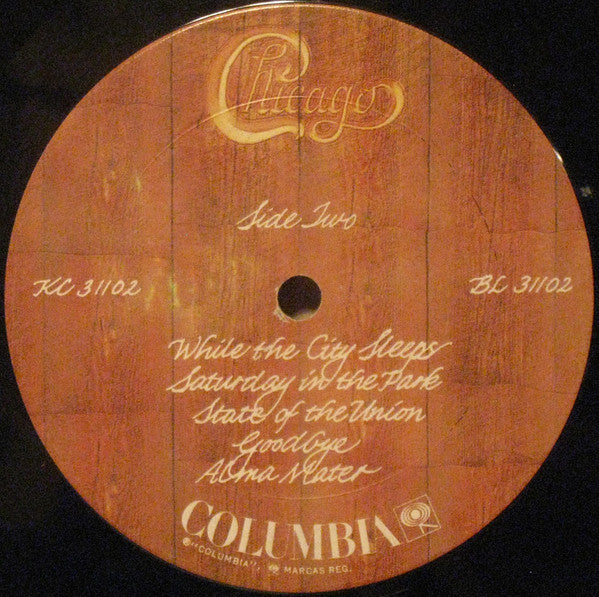 Chicago
Side Two
KC 31102
BL 31102
While the City Sleeps
Saturday in the Park
State of the Union
Goodbye
Alma Mater
COLUMBIA
"COLUMBIA", MARCAS REG.